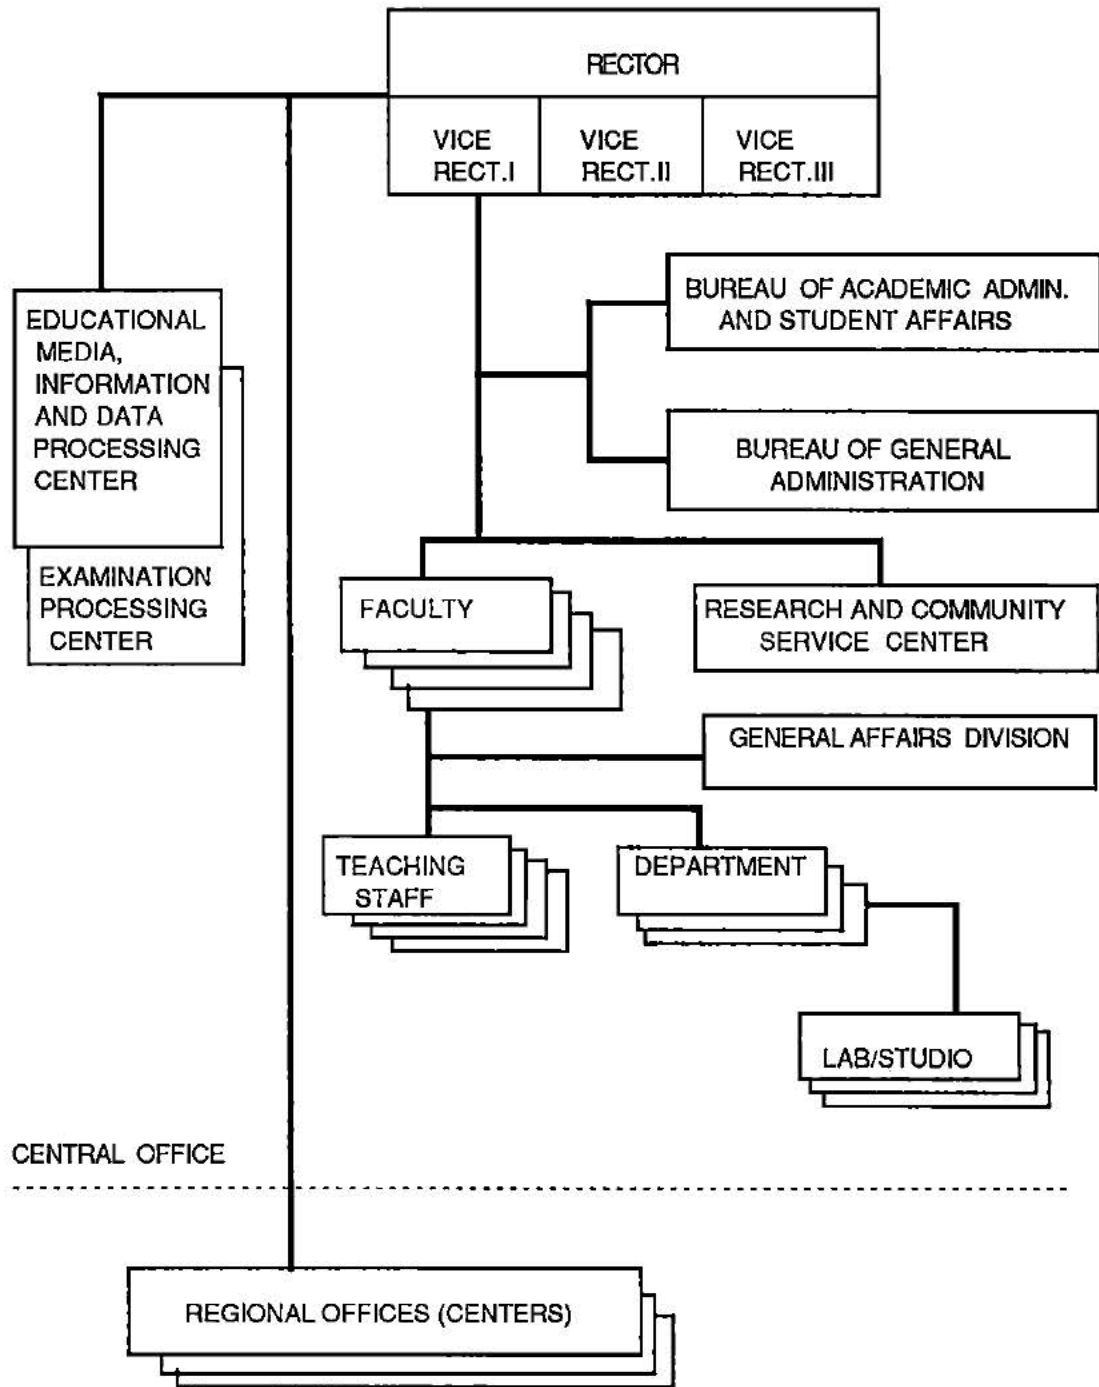 RECTOR
VICE
RECT.I
VICE
RECT.II
VICE
RECT.III
BUREAU OF ACADEMIC ADMIN.
AND STUDENT AFFAIRS
EDUCATIONAL
MEDIA,
INFORMATION
AND DATA
PROCESSING
CENTER
BUREAU OF GENERAL
ADMINISTRATION
EXAMINATION
PROCESSING
CENTER
FACULTY
RESEARCH AND COMMUNITY
SERVICE CENTER
GENERAL AFFAIRS DIVISION
TEACHING
STAFF
DEPARTMENT
LAB/STUDIO
CENTRAL OFFICE
REGIONAL OFFICES (CENTERS)